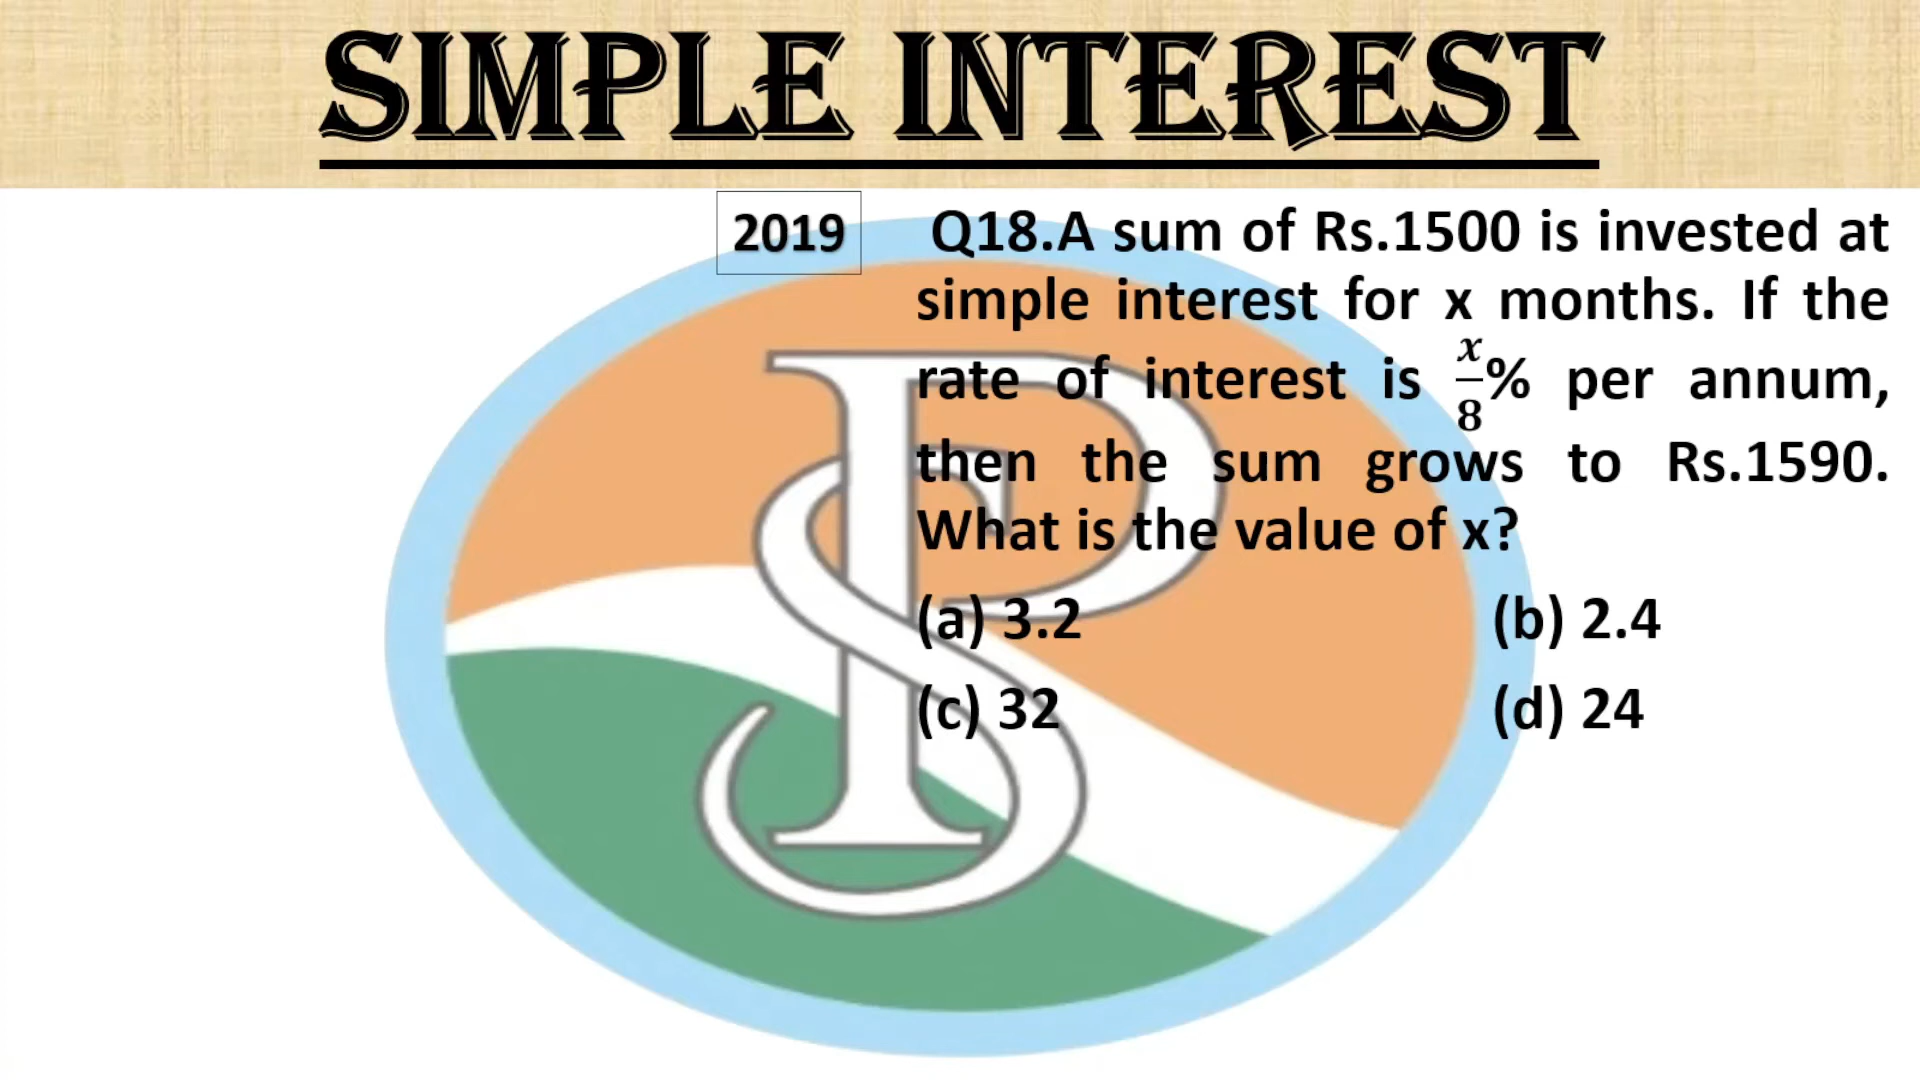 SIMPLE INTEREST
2019
Q18.A sum of Rs.1500 is invested at
simple interest for x months. If the
rate of interest is x/8% per annum,
then the sum grows to Rs.1590.
What is the value of x?
(a) 3.2 (b) 2.4
(c) 32 (d) 24